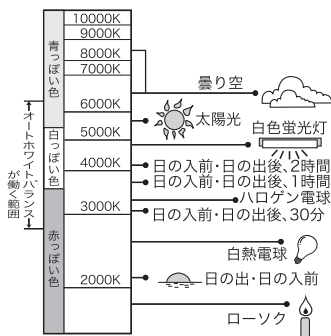 10000K
9000K
8000K
7000K
6000K
5000K
4000K
3000K
2000K
青っぽい色
白っぽい色
赤っぽい色
オートホワイトバランス
が働く範囲
曇り空
太陽光
白色蛍光灯
日の入前・日の出後、2時間
日の入前・日の出後、1時間
ハロゲン電球
日の入前・日の出後、30分
白熱電球
日の出・日の入前
ローソク